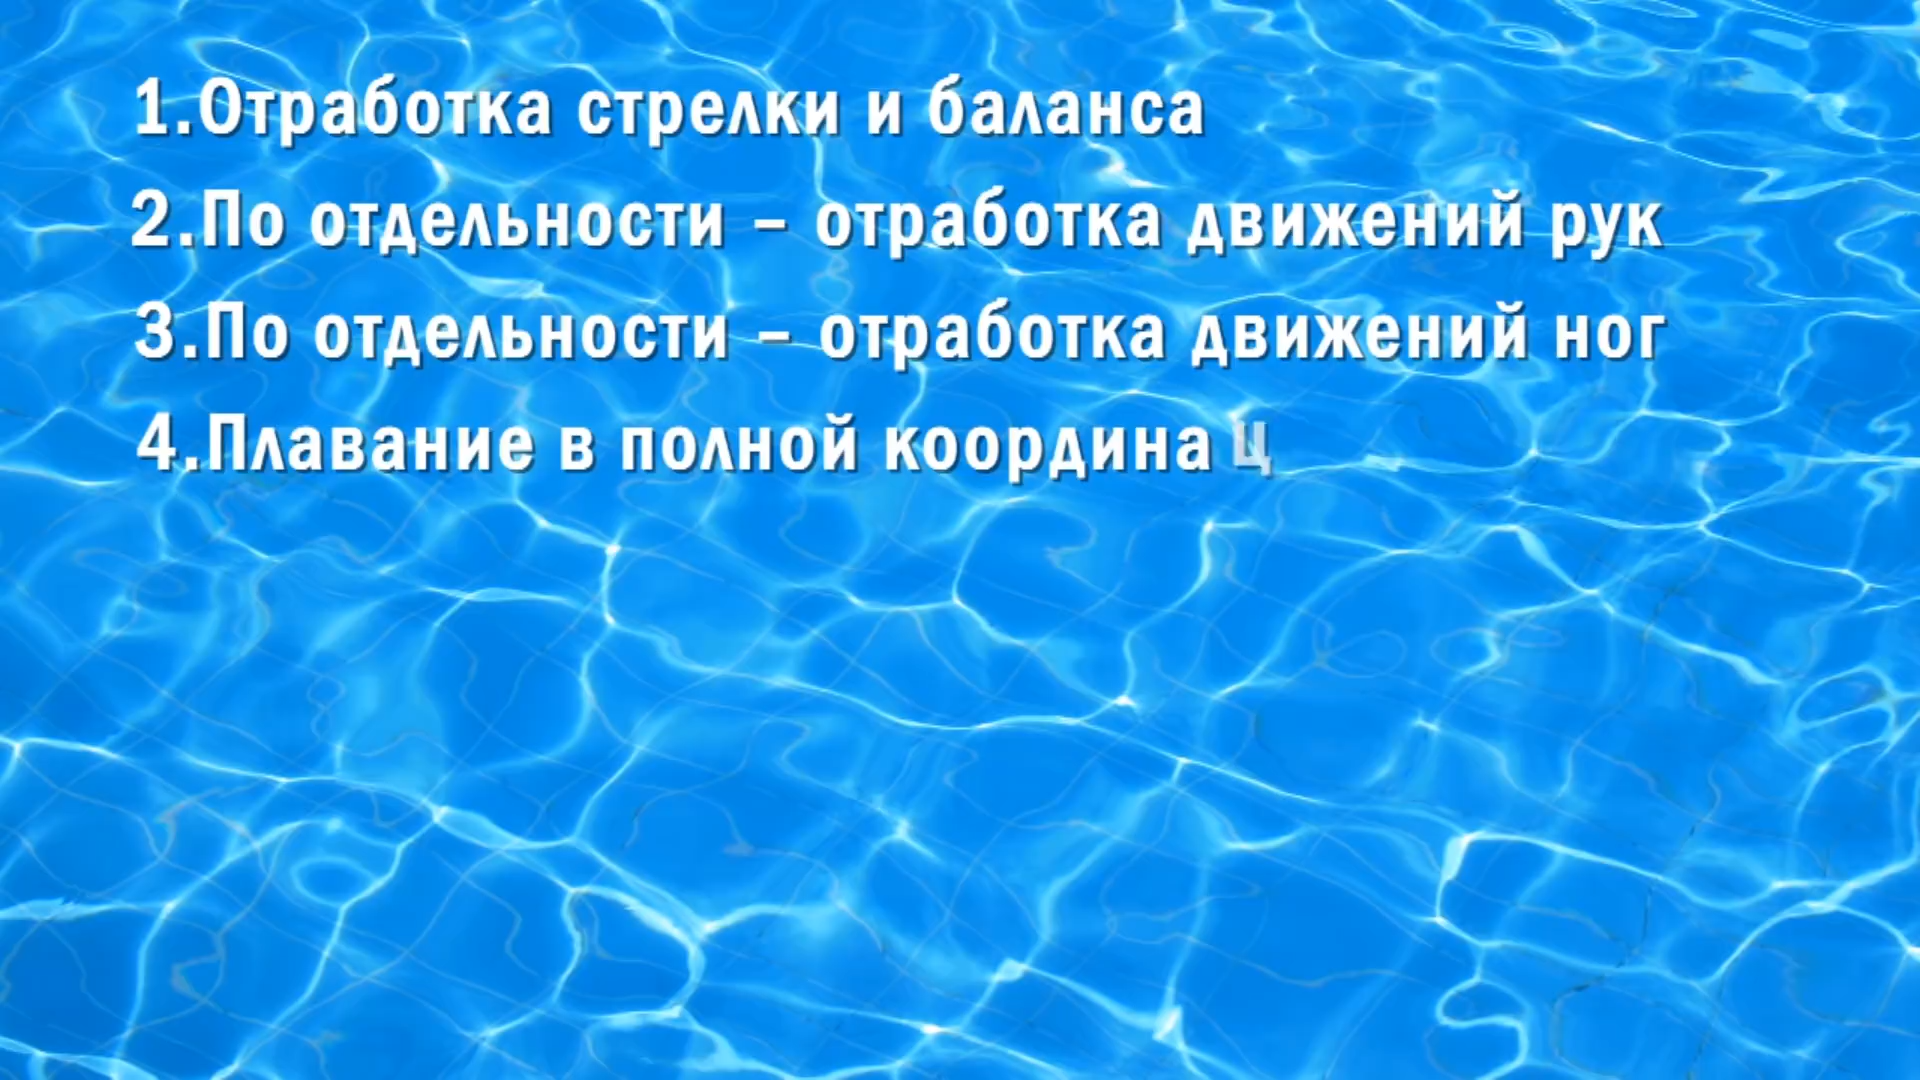 1.Отработка стрелки и баланса
2.По отдельности – отработка движений рук
3.По отдельности – отработка движений ног
4.Плавание в полной координац